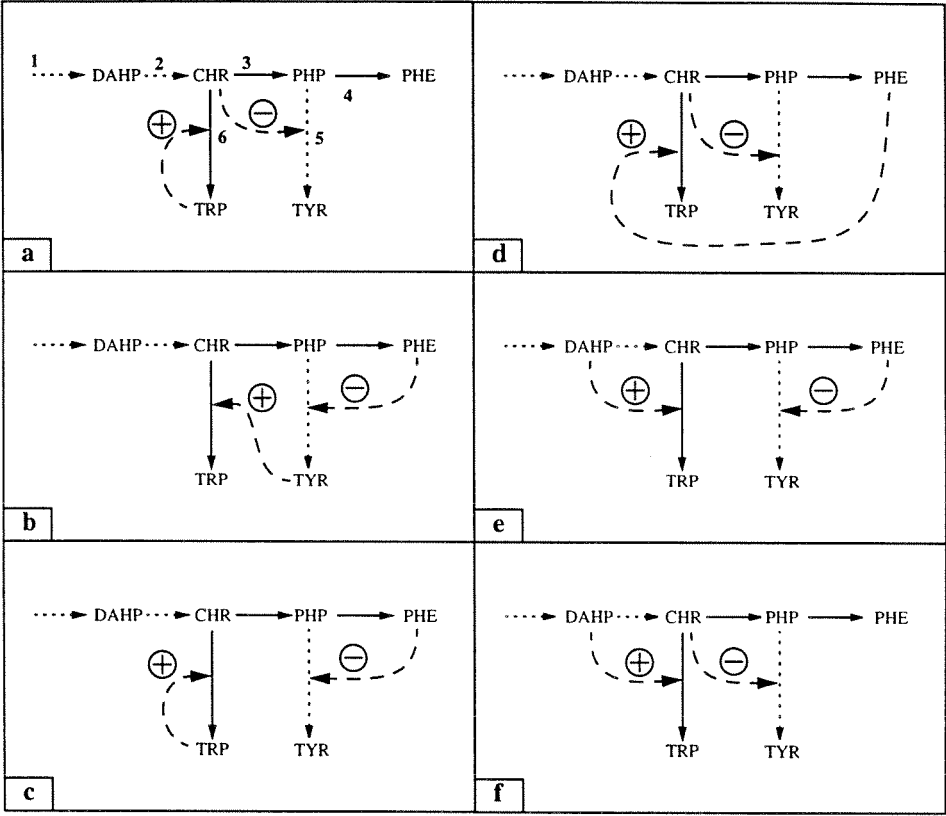 1 2 3
DAHP CHR PHP PHE
4
+ −
6 5
TRP TYR
a
DAHP CHR PHP PHE
+ −
TRP TYR
b
DAHP CHR PHP PHE
+ −
TRP TYR
c
DAHP CHR PHP PHE
+ −
TRP TYR
d
DAHP CHR PHP PHE
+ −
TRP TYR
e
DAHP CHR PHP PHE
+ −
TRP TYR
f